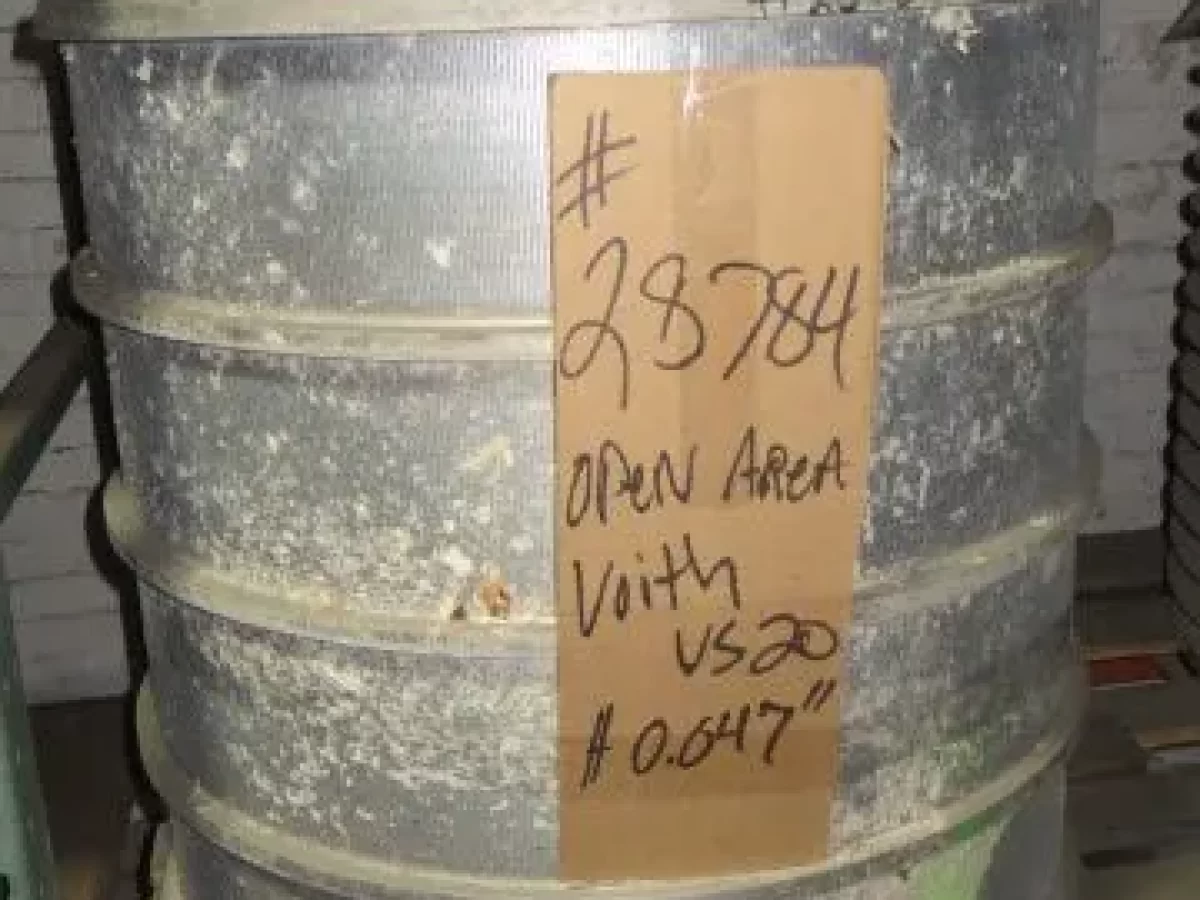 #
28784
OPEN AREA
Voith
VS20
# 0.047"